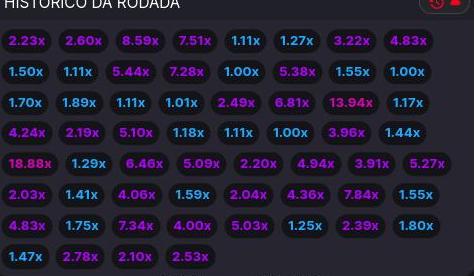 HISTÓRICO DA RODADA
2.23x 2.60x 8.59x 7.51x 1.11x 1.27x 3.22x 4.83x
1.50x 1.11x 5.44x 7.28x 1.00x 5.38x 1.55x 1.00x
1.70x 1.89x 1.11x 1.01x 2.49x 6.81x 13.94x 1.17x
4.24x 2.19x 5.10x 1.18x 1.11x 1.00x 3.96x 1.44x
18.88x 1.29x 6.46x 5.09x 2.20x 4.94x 3.91x 5.27x
2.03x 1.41x 4.06x 1.59x 2.04x 4.36x 7.84x 1.55x
4.83x 1.75x 7.34x 4.00x 5.03x 1.25x 2.39x 1.80x
1.47x 2.78x 2.10x 2.53x